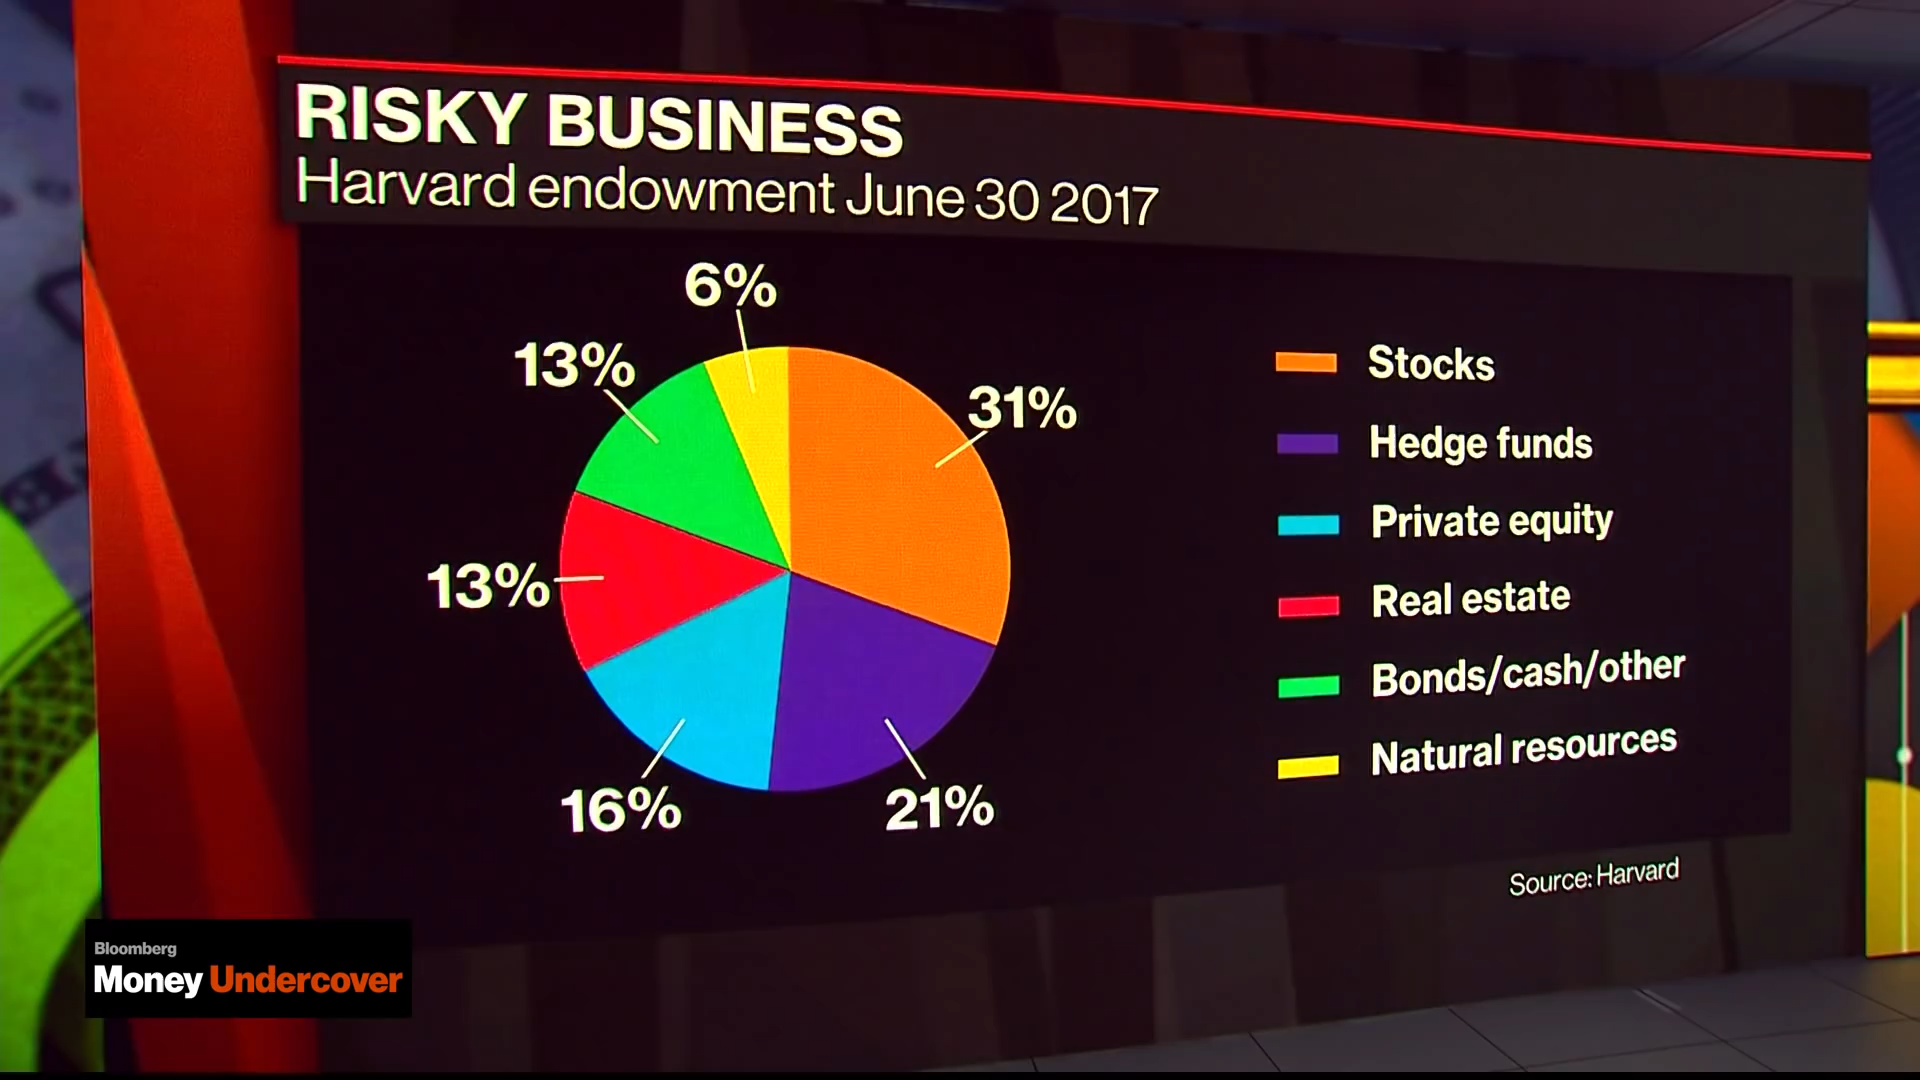 RISKY BUSINESS
Harvard endowment June 30 2017
6%
13%
31%
13%
16%
21%
Stocks
Hedge funds
Private equity
Real estate
Bonds/cash/other
Natural resources
Source: Harvard
Bloomberg
Money Undercover